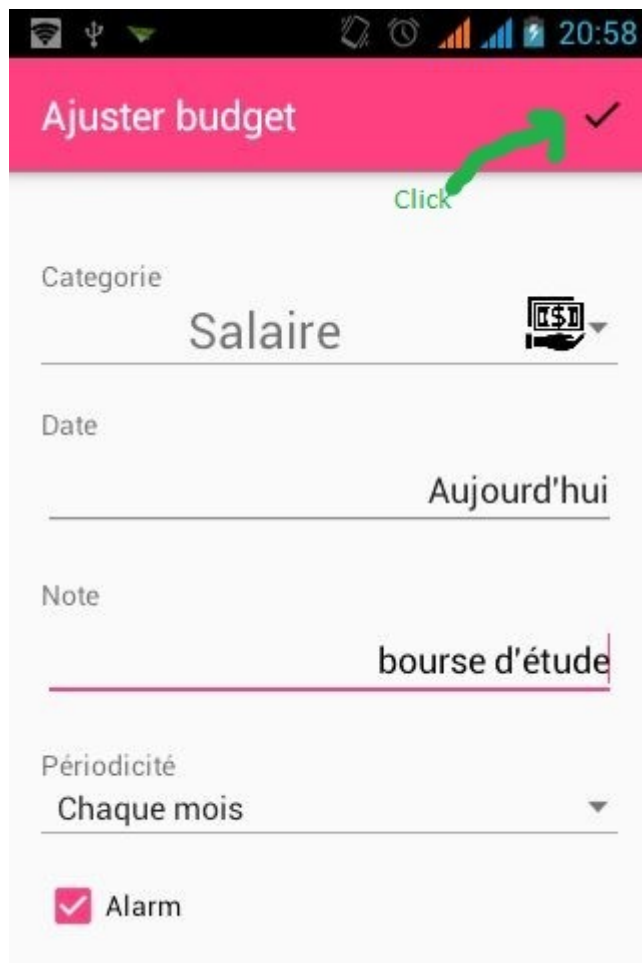 20:58
Ajuster budget
Click
Categorie
Salaire
Date
Aujourd'hui
Note
bourse d'étude
Périodicité
Chaque mois
Alarm